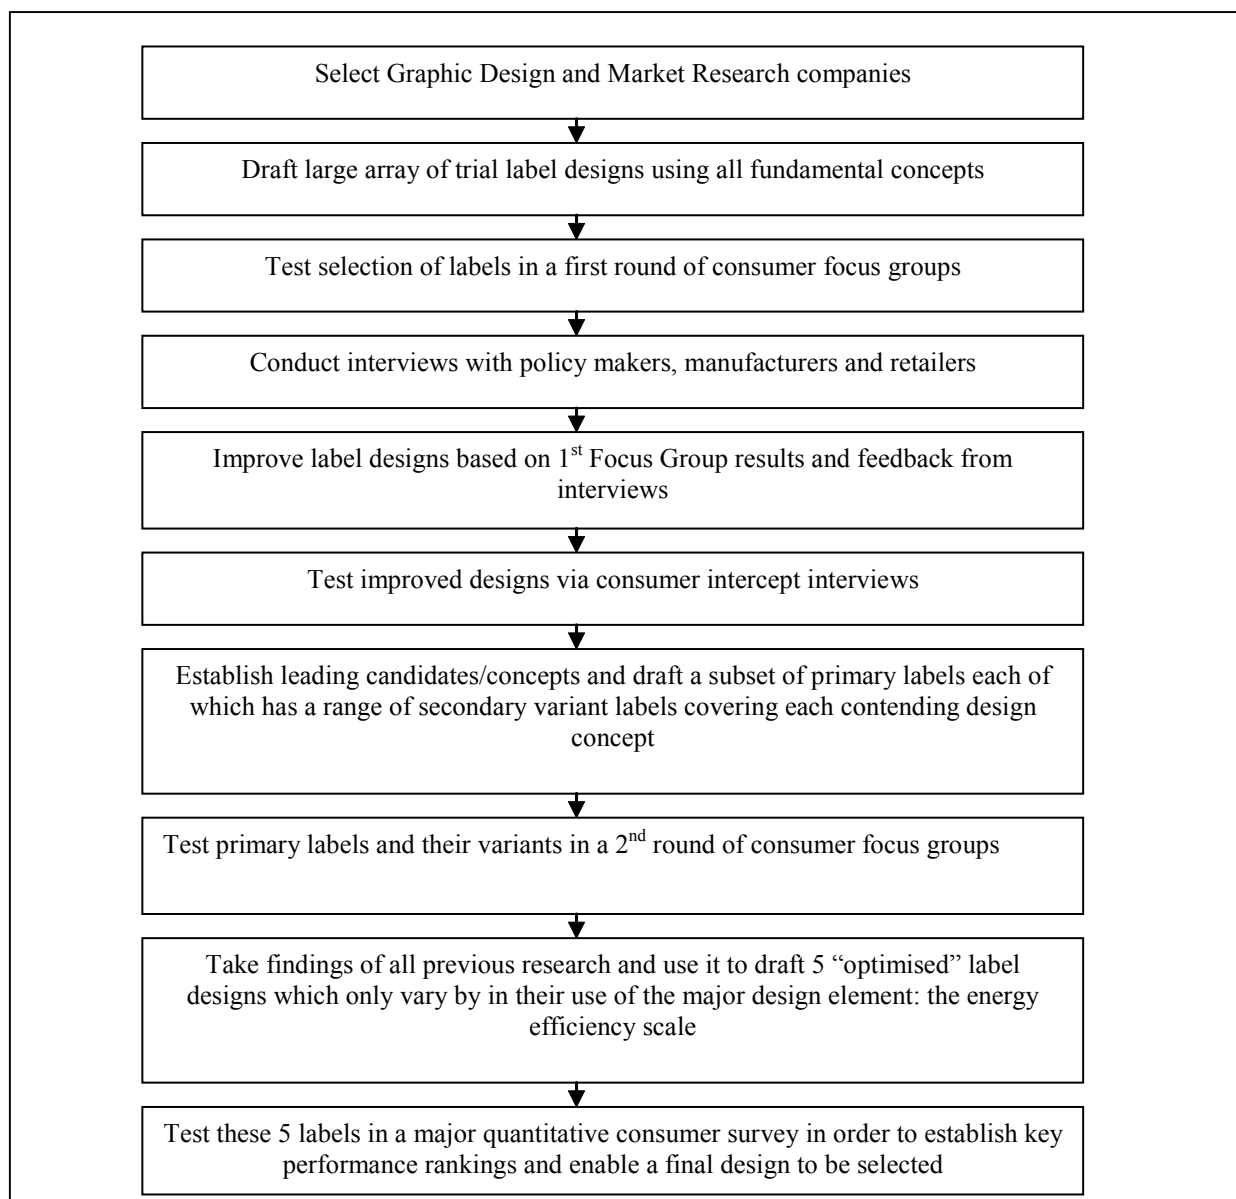 Select Graphic Design and Market Research companies
Draft large array of trial label designs using all fundamental concepts
Test selection of labels in a first round of consumer focus groups
Conduct interviews with policy makers, manufacturers and retailers
Improve label designs based on 1st Focus Group results and feedback from
interviews
Test improved designs via consumer intercept interviews
Establish leading candidates/concepts and draft a subset of primary labels each of
which has a range of secondary variant labels covering each contending design
concept
Test primary labels and their variants in a 2nd round of consumer focus groups
Take findings of all previous research and use it to draft 5 “optimised” label
designs which only vary by in their use of the major design element: the energy
efficiency scale
Test these 5 labels in a major quantitative consumer survey in order to establish key
performance rankings and enable a final design to be selected